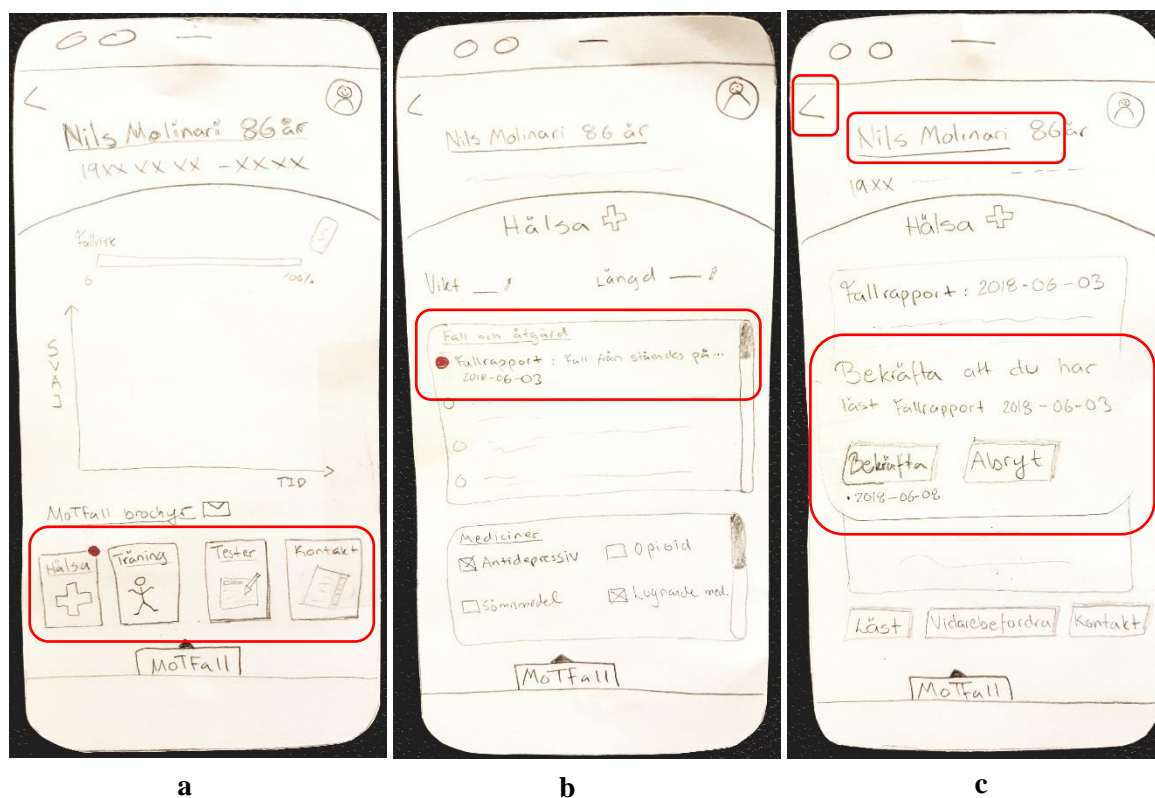 Nils Molinari 86 år
19XX XX XX - XXXX
Fallrisk
S
0
100%
SVAJ
TID
MoTFall brochyr
Hälsa
Träning
Tester
Kontakt
MoTFall
a
Nils Molinari 86 år
Hälsa
Vikt
Längd
Fall och åtgärd
Fallrapport : Fall från ståendes på...
2018-06-03
Mediciner
Antidepressiv
Opioid
Sömnmedel
Lugnande med.
MoTFall
b
Nils Molinari 86 år
19XX
Hälsa
Fallrapport : 2018-06-03
Bekräfta att du har
läst Fallrapport 2018-06-03
Bekräfta
Abryt
• 2018-06-08
Läst
Vidarebefordra
Kontakt
MoTFall
c